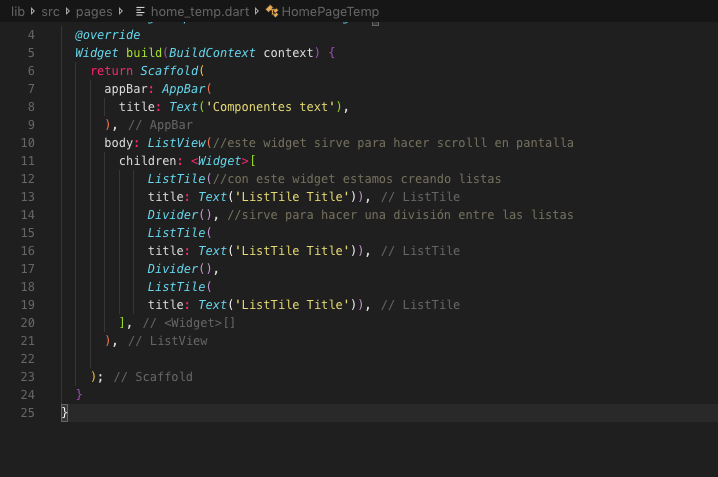 lib > src > pages > home_temp.dart > HomePageTemp
4 @override
5 Widget build(BuildContext context) {
6 return Scaffold(
7 appBar: AppBar(
8 title: Text('Componentes text'),
9 ), // AppBar
10 body: ListView(//este widget sirve para hacer scrolll en pantalla
11 children: <Widget>[
12 ListTile(//con este widget estamos creando listas
13 title: Text('ListTile Title')), // ListTile
14 Divider(), //sirve para hacer una división entre las listas
15 ListTile(
16 title: Text('ListTile Title')), // ListTile
17 Divider(),
18 ListTile(
19 title: Text('ListTile Title')), // ListTile
20 ], // <Widget>[]
21 ), // ListView
22
23 ); // Scaffold
24 }
25 }